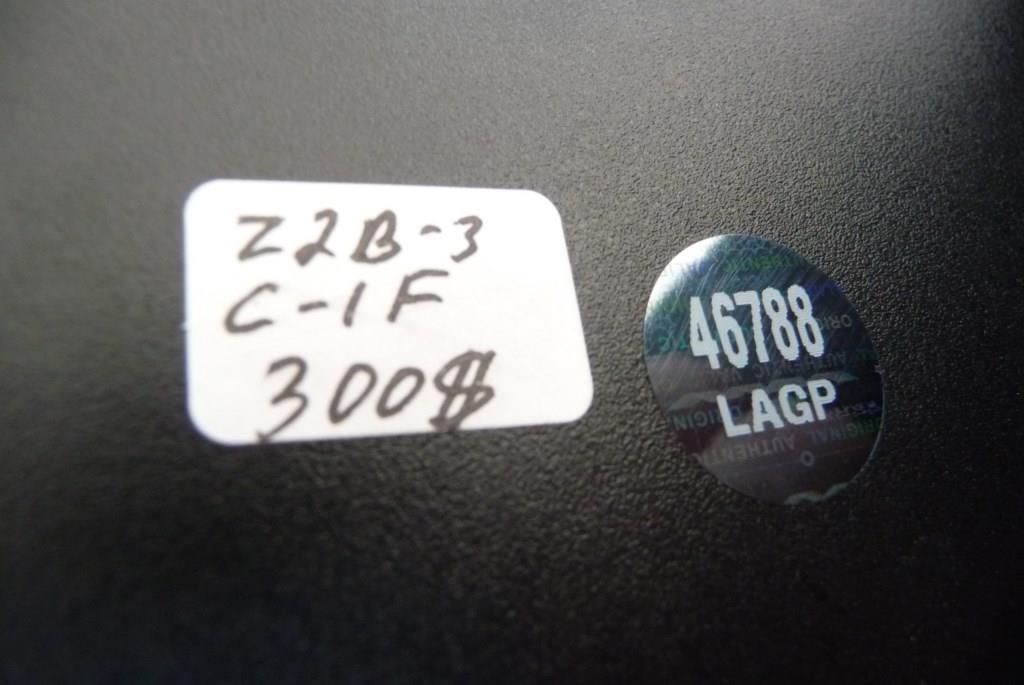 Z2B-3
C-1F
300$
46788
LAGP